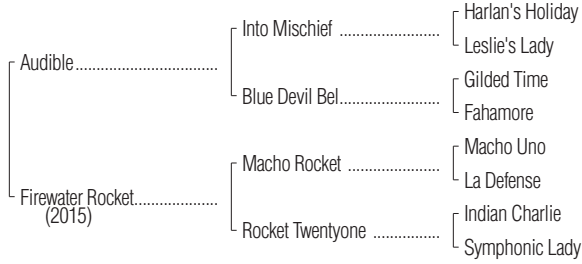 Harlan's Holiday
Into Mischief ....................
Leslie's Lady
Audible ...............................
Gilded Time
Blue Devil Bel......................
Fahamore
Macho Uno
Macho Rocket ....................
La Defense
Firewater Rocket..................
(2015)
Indian Charlie
Rocket Twentyone ...............
Symphonic Lady